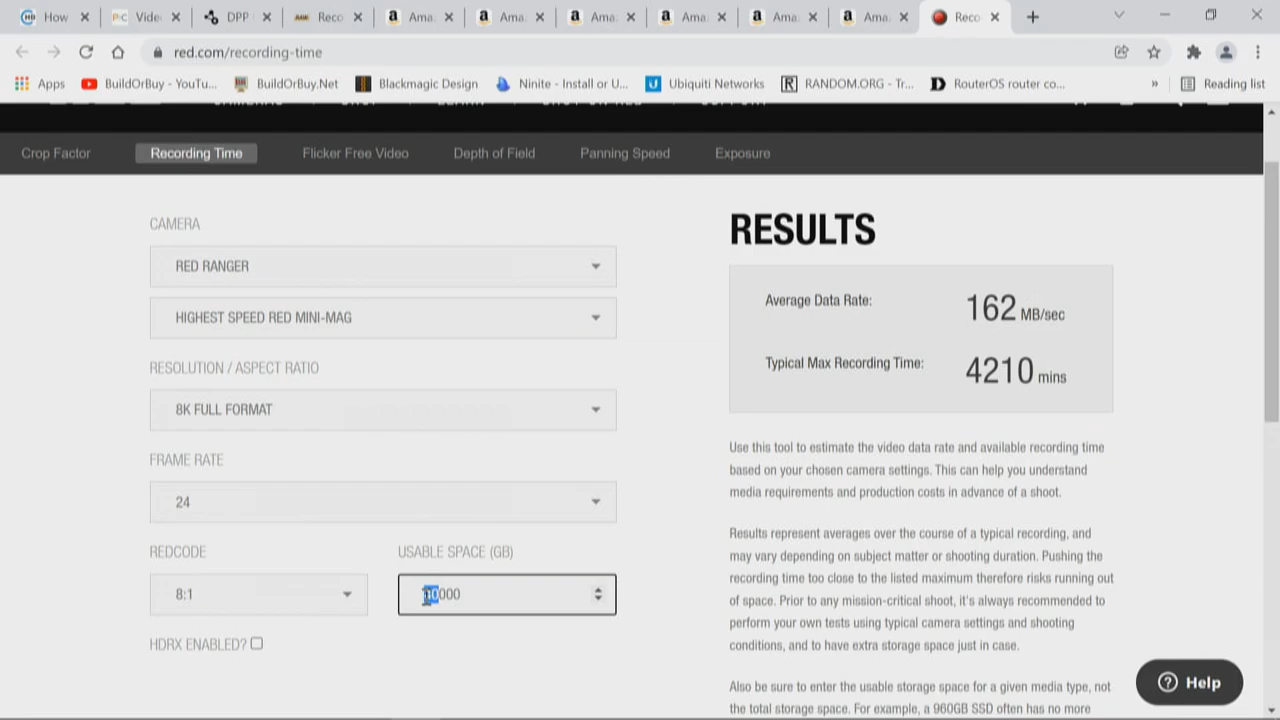 How
Vide
DPP
Reco
Ama
Ama
Ama
Ama
Ama
Ama
Reco
red.com/recording-time
Apps
BuildOrBuy - YouTu...
BuildOrBuy.Net
Blackmagic Design
Ninite - Install or U...
Ubiquiti Networks
RANDOM.ORG - Tr...
RouterOS router co...
»
Reading list
Crop Factor
Recording Time
Flicker Free Video
Depth of Field
Panning Speed
Exposure
CAMERA
RED RANGER
HIGHEST SPEED RED MINI-MAG
RESOLUTION / ASPECT RATIO
8K FULL FORMAT
FRAME RATE
24
REDCODE
8:1
USABLE SPACE (GB)
HDRX ENABLED?
RESULTS
Average Data Rate: 162 MB/sec
Typical Max Recording Time: 4210 mins
Use this tool to estimate the video data rate and available recording time
based on your chosen camera settings. This can help you understand
media requirements and production costs in advance of a shoot.
Results represent averages over the course of a typical recording, and
may vary depending on subject matter or shooting duration. Pushing the
recording time too close to the listed maximum therefore risks running out
of space. Prior to any mission-critical shoot, it's always recommended to
perform your own tests using typical camera settings and shooting
conditions, and to have extra storage space just in case.
Also be sure to enter the usable storage space for a given media type, not
the total storage space. For example, a 960GB SSD often has no more
Help